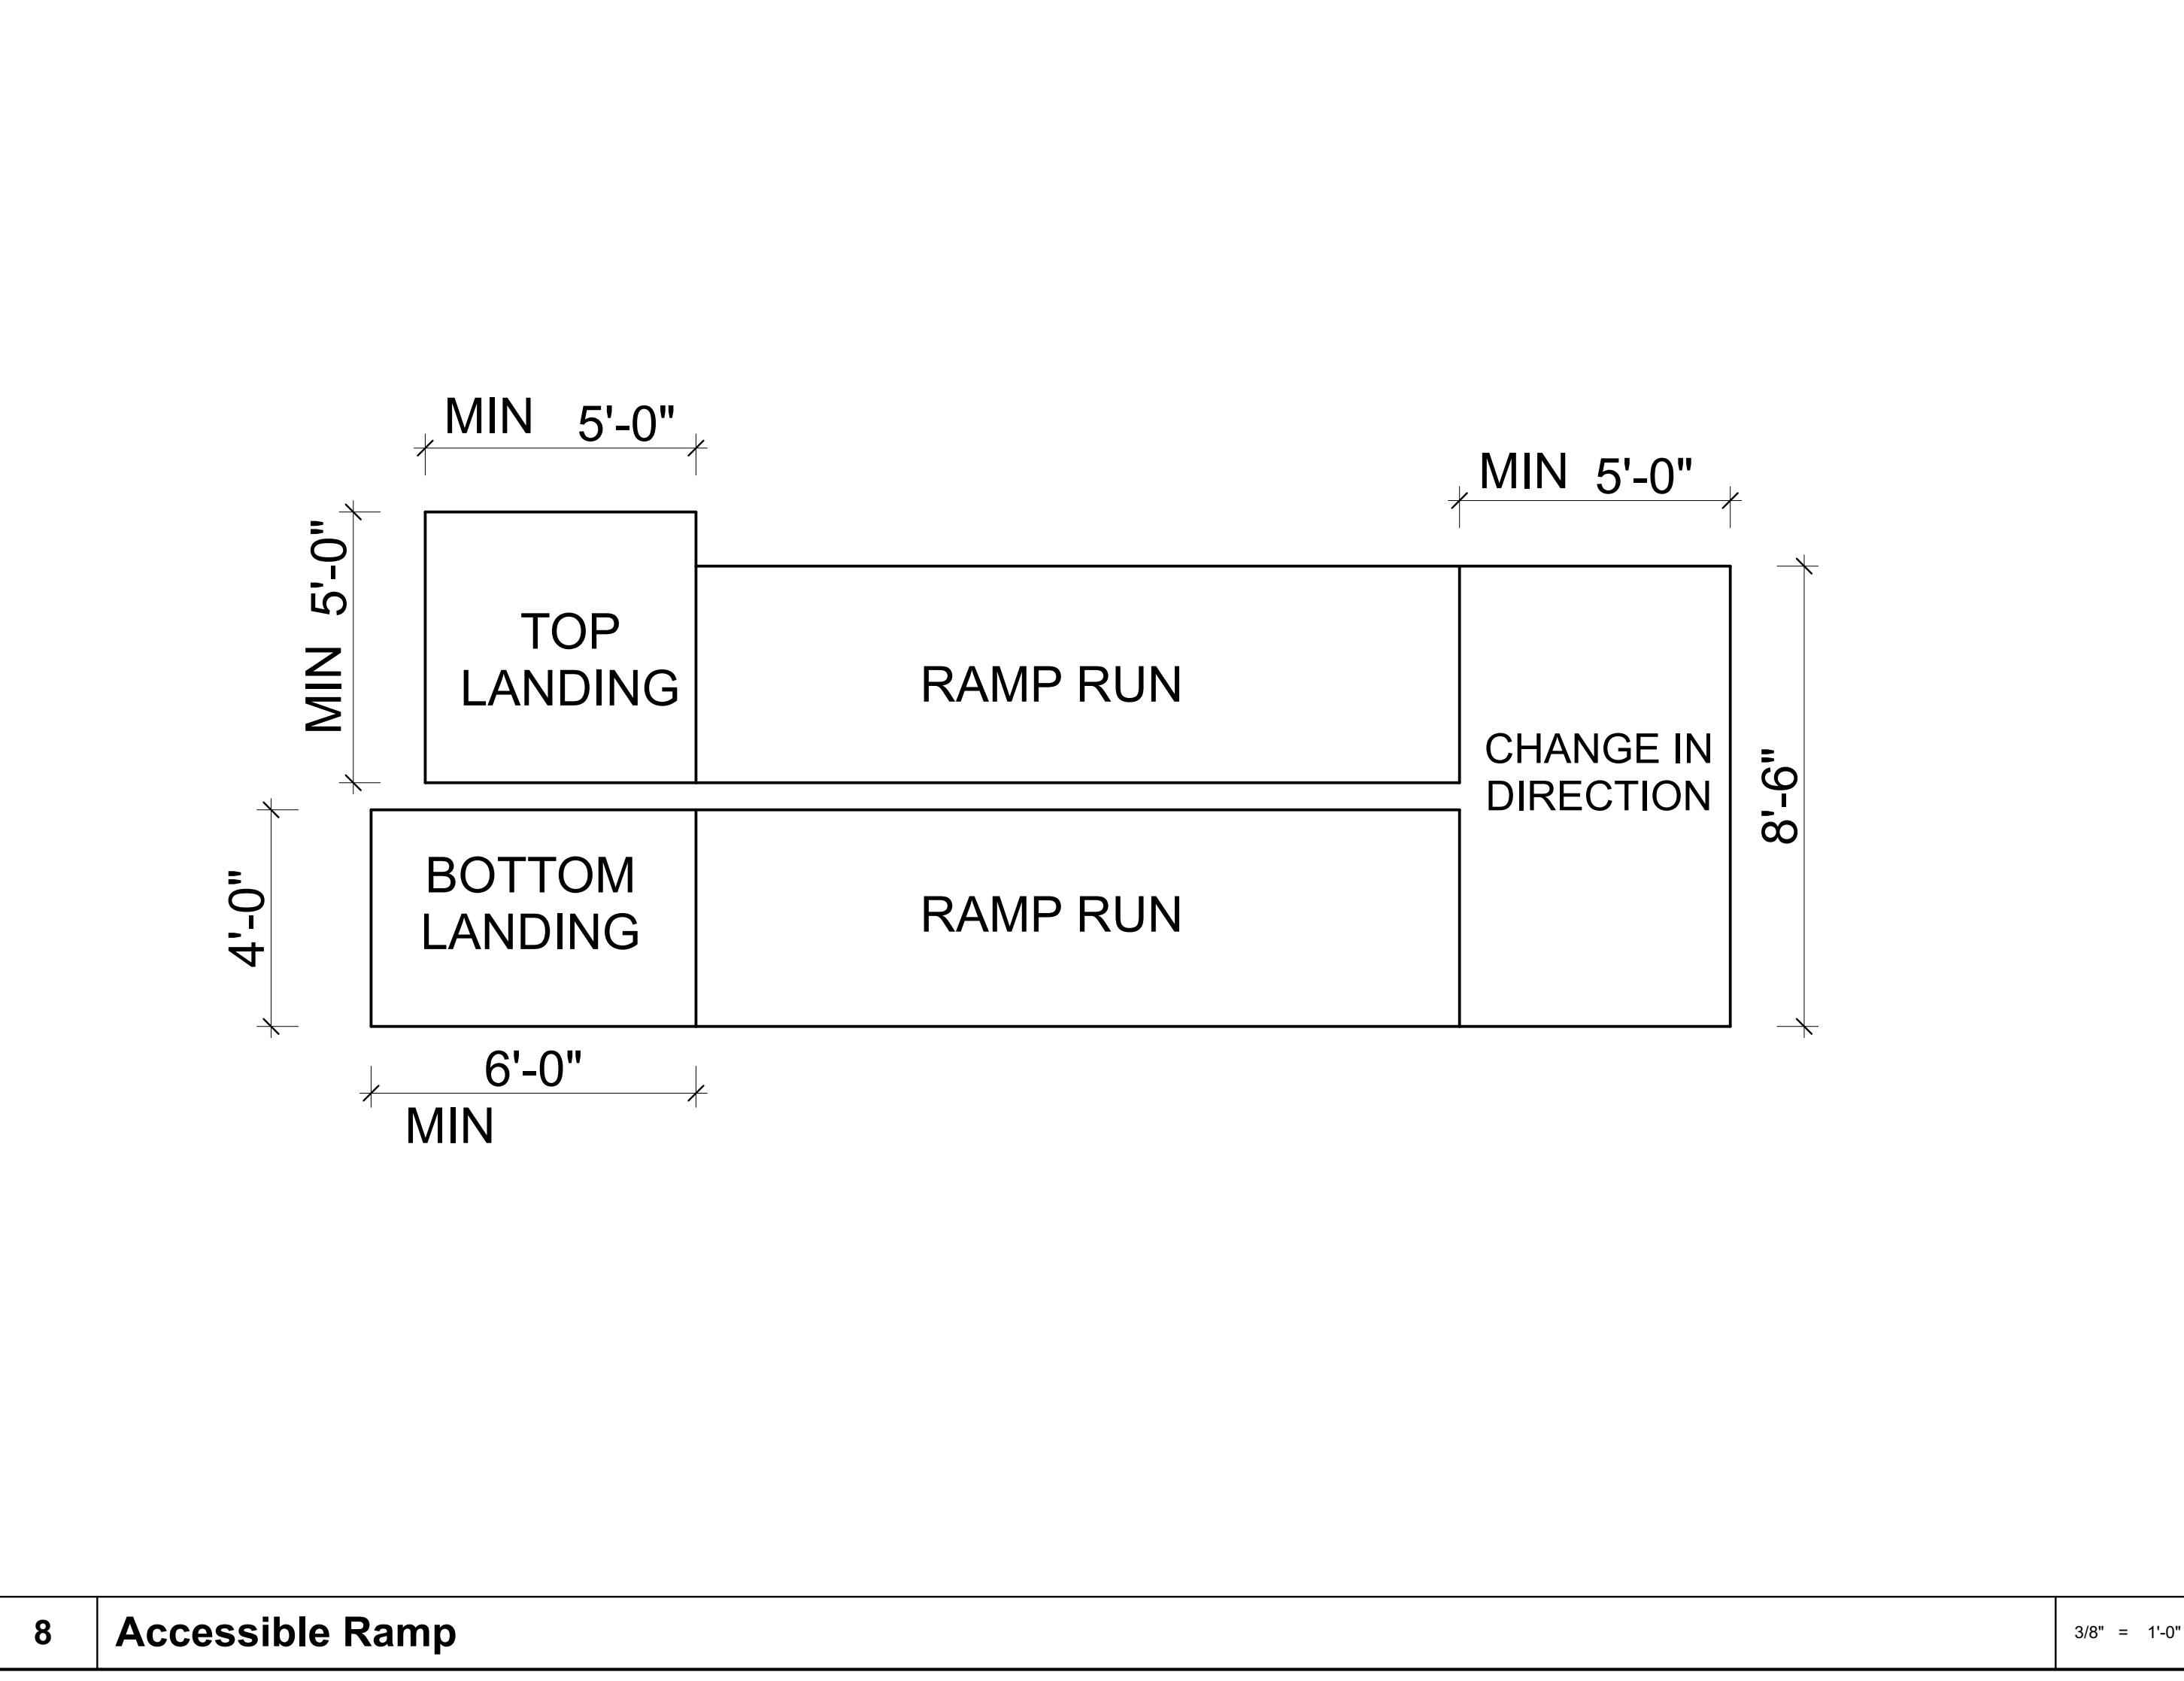 MIN 5'-0"
MIN 5'-0"
MIN 5'-0"
TOP
LANDING
RAMP RUN
CHANGE IN
DIRECTION
8'-6"
4'-0"
BOTTOM
LANDING
RAMP RUN
6'-0"
MIN
8 Accessible Ramp 3/8" = 1'-0"